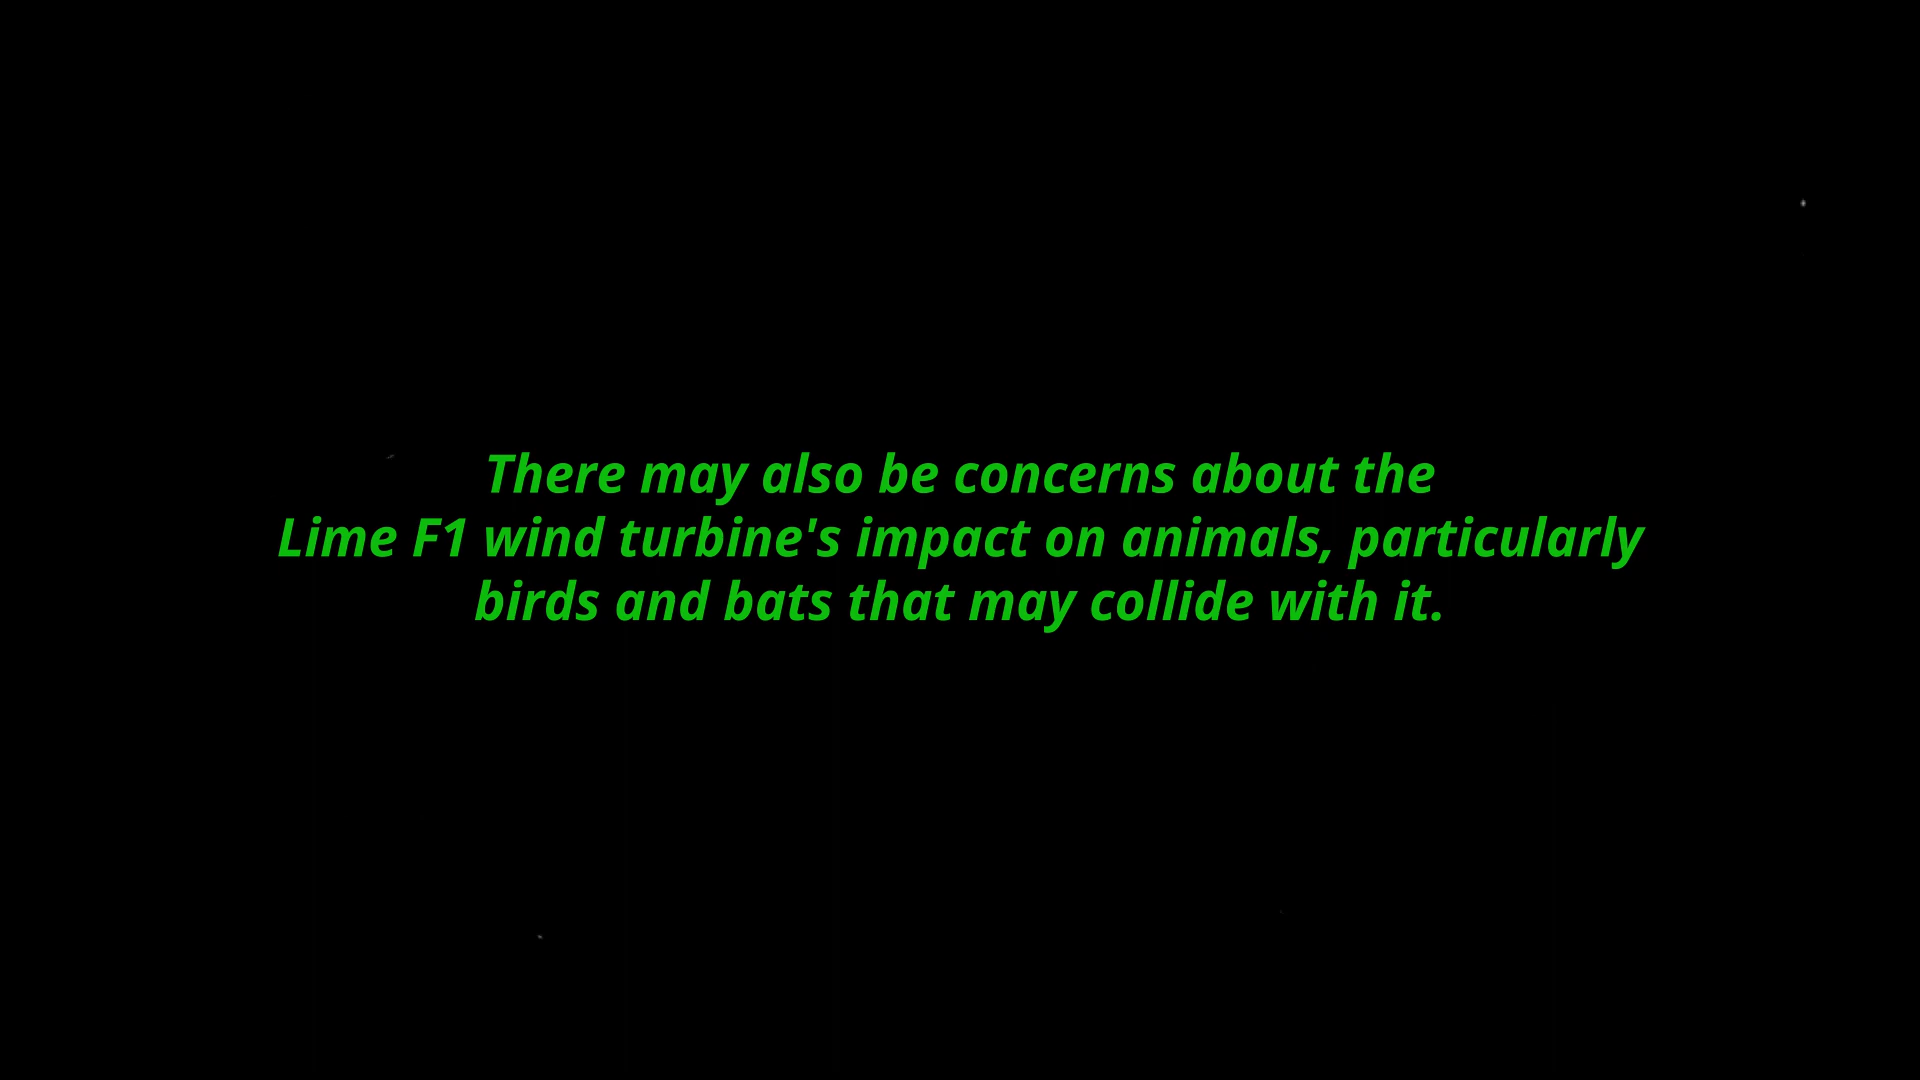 There may also be concerns about the
Lime F1 wind turbine's impact on animals, particularly
birds and bats that may collide with it.